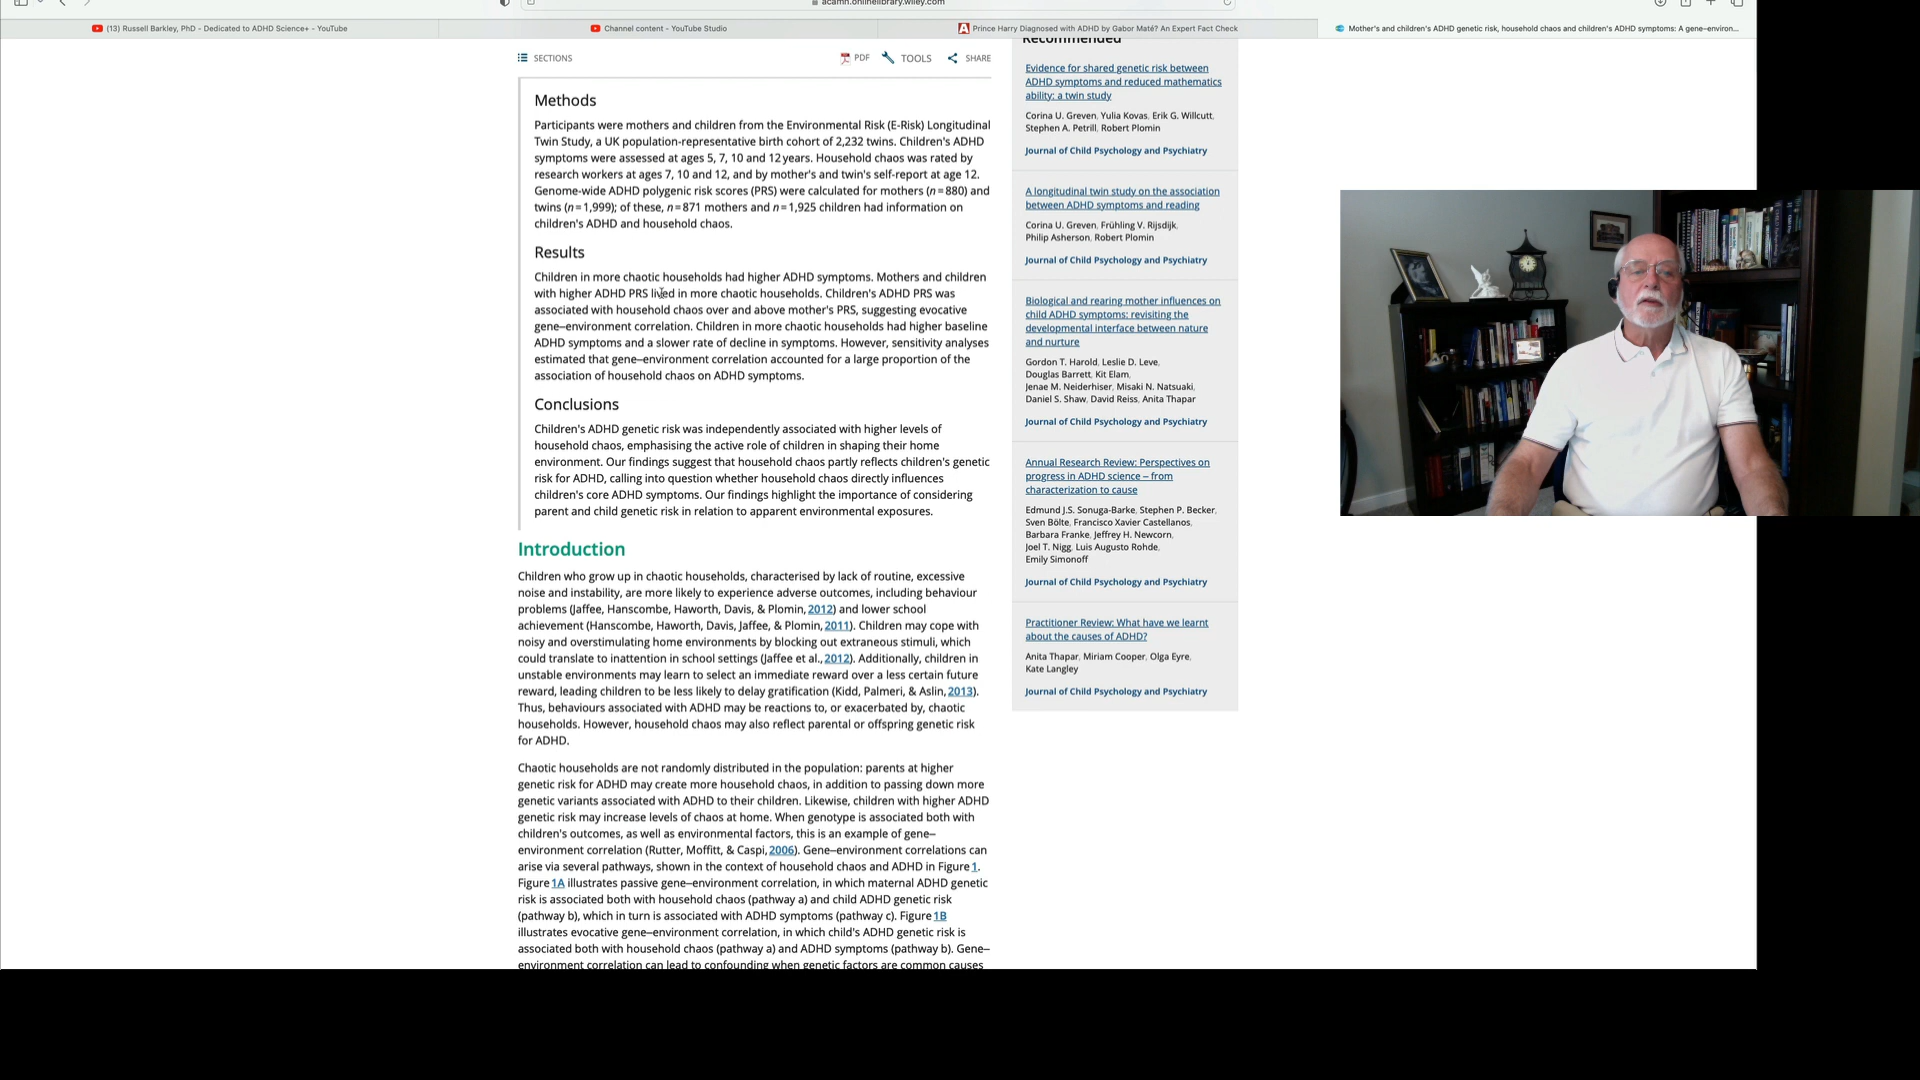 acamh.onlinelibrary.wiley.com
(13) Russell Barkley, PhD - Dedicated to ADHD Science+ - YouTube
Channel content - YouTube Studio
Prince Harry Diagnosed with ADHD by Gabor Maté? An Expert Fact Check
Mother's and children's ADHD genetic risk, household chaos and children's ADHD symptoms: A gene–environ...
SECTIONS
PDF
TOOLS
SHARE
Methods
Participants were mothers and children from the Environmental Risk (E-Risk) Longitudinal
Twin Study, a UK population-representative birth cohort of 2,232 twins. Children's ADHD
symptoms were assessed at ages 5, 7, 10 and 12 years. Household chaos was rated by
research workers at ages 7, 10 and 12, and by mother's and twin's self-report at age 12.
Genome-wide ADHD polygenic risk scores (PRS) were calculated for mothers (n = 880) and
twins (n = 1,999); of these, n = 871 mothers and n = 1,925 children had information on
children's ADHD and household chaos.
Results
Children in more chaotic households had higher ADHD symptoms. Mothers and children
with higher ADHD PRS lived in more chaotic households. Children's ADHD PRS was
associated with household chaos over and above mother's PRS, suggesting evocative
gene–environment correlation. Children in more chaotic households had higher baseline
ADHD symptoms and a slower rate of decline in symptoms. However, sensitivity analyses
estimated that gene–environment correlation accounted for a large proportion of the
association of household chaos on ADHD symptoms.
Conclusions
Children's ADHD genetic risk was independently associated with higher levels of
household chaos, emphasising the active role of children in shaping their home
environment. Our findings suggest that household chaos partly reflects children's genetic
risk for ADHD, calling into question whether household chaos directly influences
children's core ADHD symptoms. Our findings highlight the importance of considering
parent and child genetic risk in relation to apparent environmental exposures.
Introduction
Children who grow up in chaotic households, characterised by lack of routine, excessive
noise and instability, are more likely to experience adverse outcomes, including behaviour
problems (Jaffee, Hanscombe, Haworth, Davis, & Plomin, 2012) and lower school
achievement (Hanscombe, Haworth, Davis, Jaffee, & Plomin, 2011). Children may cope with
noisy and overstimulating home environments by blocking out extraneous stimuli, which
could translate to inattention in school settings (Jaffee et al., 2012). Additionally, children in
unstable environments may learn to select an immediate reward over a less certain future
reward, leading children to be less likely to delay gratification (Kidd, Palmeri, & Aslin, 2013).
Thus, behaviours associated with ADHD may be reactions to, or exacerbated by, chaotic
households. However, household chaos may also reflect parental or offspring genetic risk
for ADHD.
Chaotic households are not randomly distributed in the population: parents at higher
genetic risk for ADHD may create more household chaos, in addition to passing down more
genetic variants associated with ADHD to their children. Likewise, children with higher ADHD
genetic risk may increase levels of chaos at home. When genotype is associated both with
children's outcomes, as well as environmental factors, this is an example of gene–
environment correlation (Rutter, Moffitt, & Caspi, 2006). Gene–environment correlations can
arise via several pathways, shown in the context of household chaos and ADHD in Figure 1.
Figure 1A illustrates passive gene–environment correlation, in which maternal ADHD genetic
risk is associated both with household chaos (pathway a) and child ADHD genetic risk
(pathway b), which in turn is associated with ADHD symptoms (pathway c). Figure 1B
illustrates evocative gene–environment correlation, in which child's ADHD genetic risk is
associated both with household chaos (pathway a) and ADHD symptoms (pathway b). Gene–
environment correlation can lead to confounding when genetic factors are common causes
Recommended
Evidence for shared genetic risk between
ADHD symptoms and reduced mathematics
ability: a twin study
Corina U. Greven, Yulia Kovas, Erik G. Willcutt,
Stephen A. Petrill, Robert Plomin
Journal of Child Psychology and Psychiatry
A longitudinal twin study on the association
between ADHD symptoms and reading
Corina U. Greven, Frühling V. Rijsdijk,
Philip Asherson, Robert Plomin
Journal of Child Psychology and Psychiatry
Biological and rearing mother influences on
child ADHD symptoms: revisiting the
developmental interface between nature
and nurture
Gordon T. Harold, Leslie D. Leve,
Douglas Barrett, Kit Elam,
Jenae M. Neiderhiser, Misaki N. Natsuaki,
Daniel S. Shaw, David Reiss, Anita Thapar
Journal of Child Psychology and Psychiatry
Annual Research Review: Perspectives on
progress in ADHD science – from
characterization to cause
Edmund J.S. Sonuga-Barke, Stephen P. Becker,
Sven Bölte, Francisco Xavier Castellanos,
Barbara Franke, Jeffrey H. Newcorn,
Joel T. Nigg, Luis Augusto Rohde,
Emily Simonoff
Journal of Child Psychology and Psychiatry
Practitioner Review: What have we learnt
about the causes of ADHD?
Anita Thapar, Miriam Cooper, Olga Eyre,
Kate Langley
Journal of Child Psychology and Psychiatry